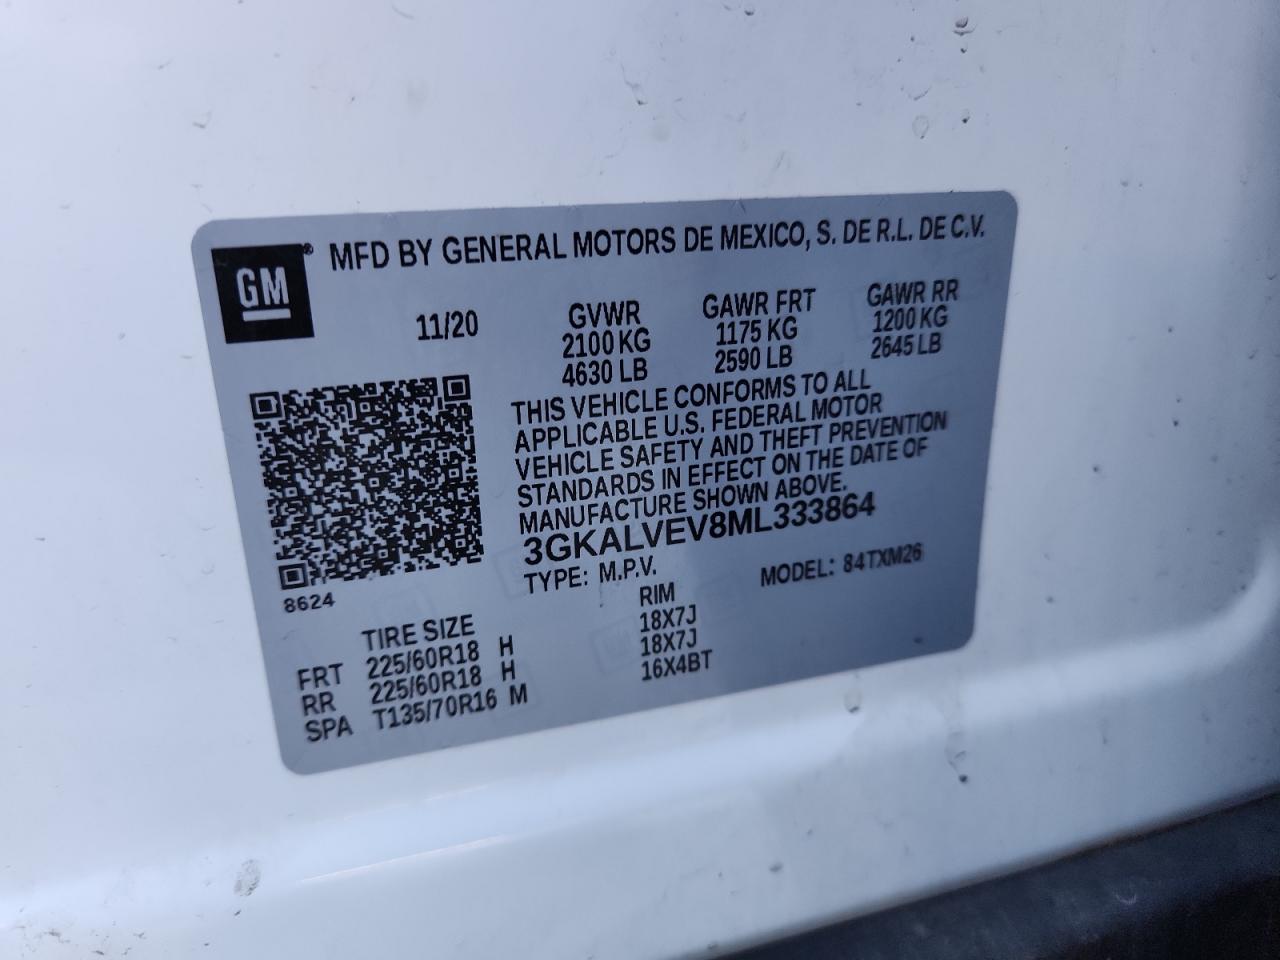 GM ® MFD BY GENERAL MOTORS DE MEXICO, S. DE R.L. DE C.V.
11/20
GVWR
2100 KG
4630 LB
GAWR FRT
1175 KG
2590 LB
GAWR RR
1200 KG
2645 LB
THIS VEHICLE CONFORMS TO ALL
APPLICABLE U.S. FEDERAL MOTOR
VEHICLE SAFETY AND THEFT PREVENTION
STANDARDS IN EFFECT ON THE DATE OF
MANUFACTURE SHOWN ABOVE.
3GKALVEV8ML333864
TYPE: M.P.V. MODEL: 84TXM26
8624
TIRE SIZE RIM
FRT 225/60R18 H 18X7J
RR 225/60R18 H 18X7J
SPA T135/70R16 M 16X4BT